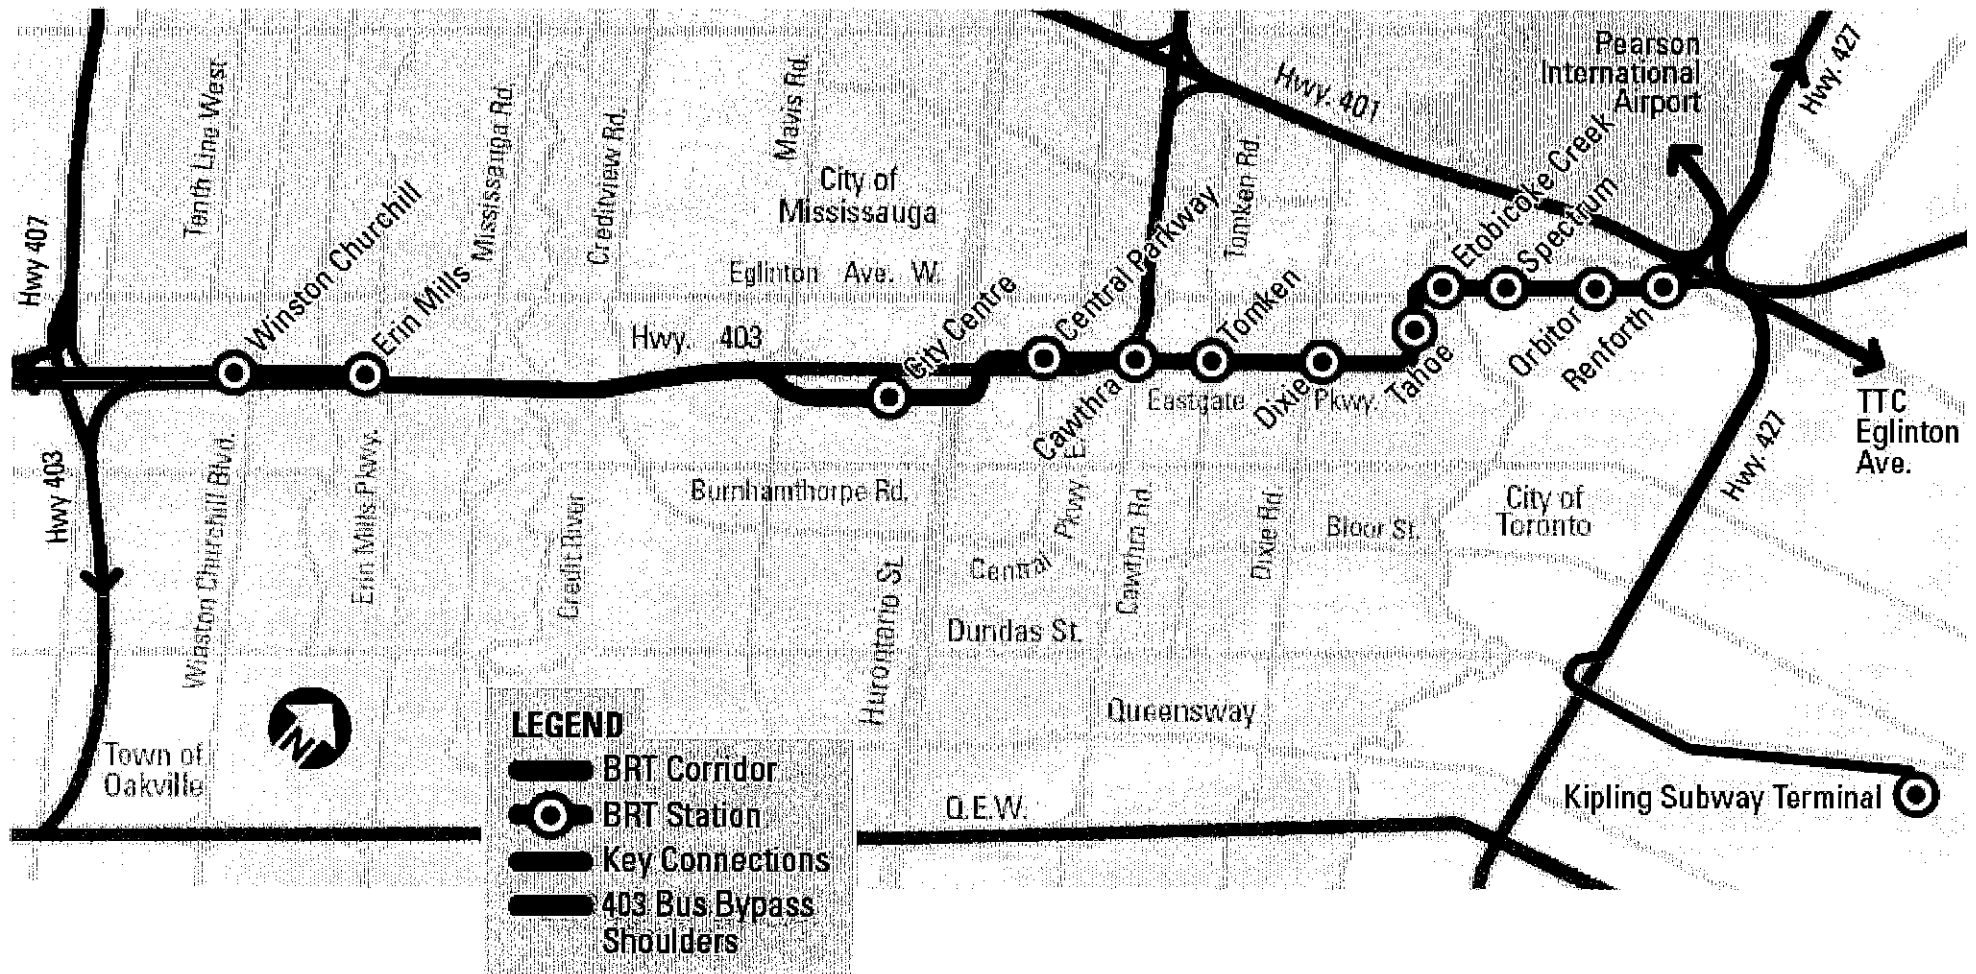 Pearson
International
Airport
Hwy. 427
Hwy. 401
Tenth Line West
Mississauga Rd.
Creditview Rd.
Mavis Rd.
City of
Mississauga
Tomken Rd.
Hwy 407
Winston Churchill
Erin Mills
Eglinton Ave. W.
Hwy. 403
City Centre
Central Parkway
Tomken
Etobicoke Creek
Spectrum
Cawthra
Eastgate Pkwy.
Dixie
Tahoe
Orbitor
Renforth
TTC
Eglinton
Ave.
Hwy 403
Winston Churchill Blvd.
Erin Mills Pkwy.
Credit River
Burnhamthorpe Rd.
Hurontario St.
Central Pkwy. E.
Cawthra Rd.
Dixie Rd.
Bloor St.
City of
Toronto
Hwy. 427
Dundas St.
Queensway
Town of
Oakville
N
Q.E.W.
Kipling Subway Terminal
LEGEND
BRT Corridor
BRT Station
Key Connections
403 Bus Bypass
Shoulders